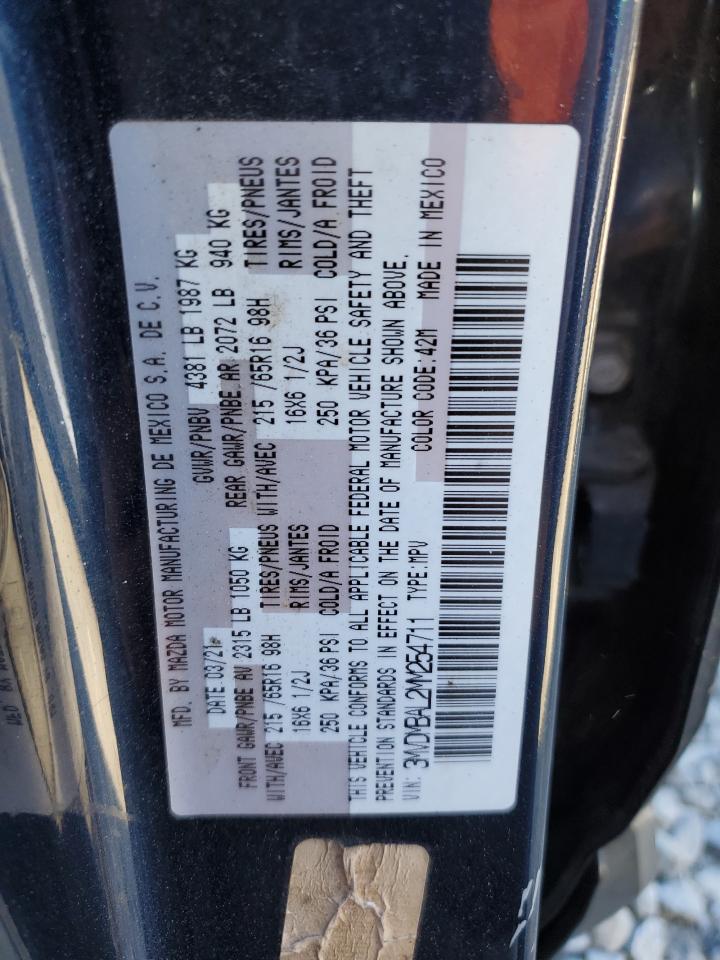 MFD. BY MAZDA MOTOR MANUFACTURING DE MEXICO S.A. DE C.V.
DATE 03/21 GVWR/PNBV 4381 LB 1987 KG
FRONT GAWR/PNBE AV 2315 LB 1050 KG REAR GAWR/PNBE AR 2072 LB 940 KG
WITH/AVEC 215 /65R16 98H TIRES/PNEUS WITH/AVEC 215 /65R16 98H TIRES/PNEUS
16X6 1/2J RIMS/JANTES 16X6 1/2J RIMS/JANTES
250 KPA/36 PSI COLD/A FROID 250 KPA/36 PSI COLD/A FROID
THIS VEHICLE CONFORMS TO ALL APPLICABLE FEDERAL MOTOR VEHICLE SAFETY AND THEFT
PREVENTION STANDARDS IN EFFECT ON THE DATE OF MANUFACTURE SHOWN ABOVE.
VIN: 3MVDMBAL2MM254711 TYPE:MPV COLOR CODE:42M MADE IN MEXICO